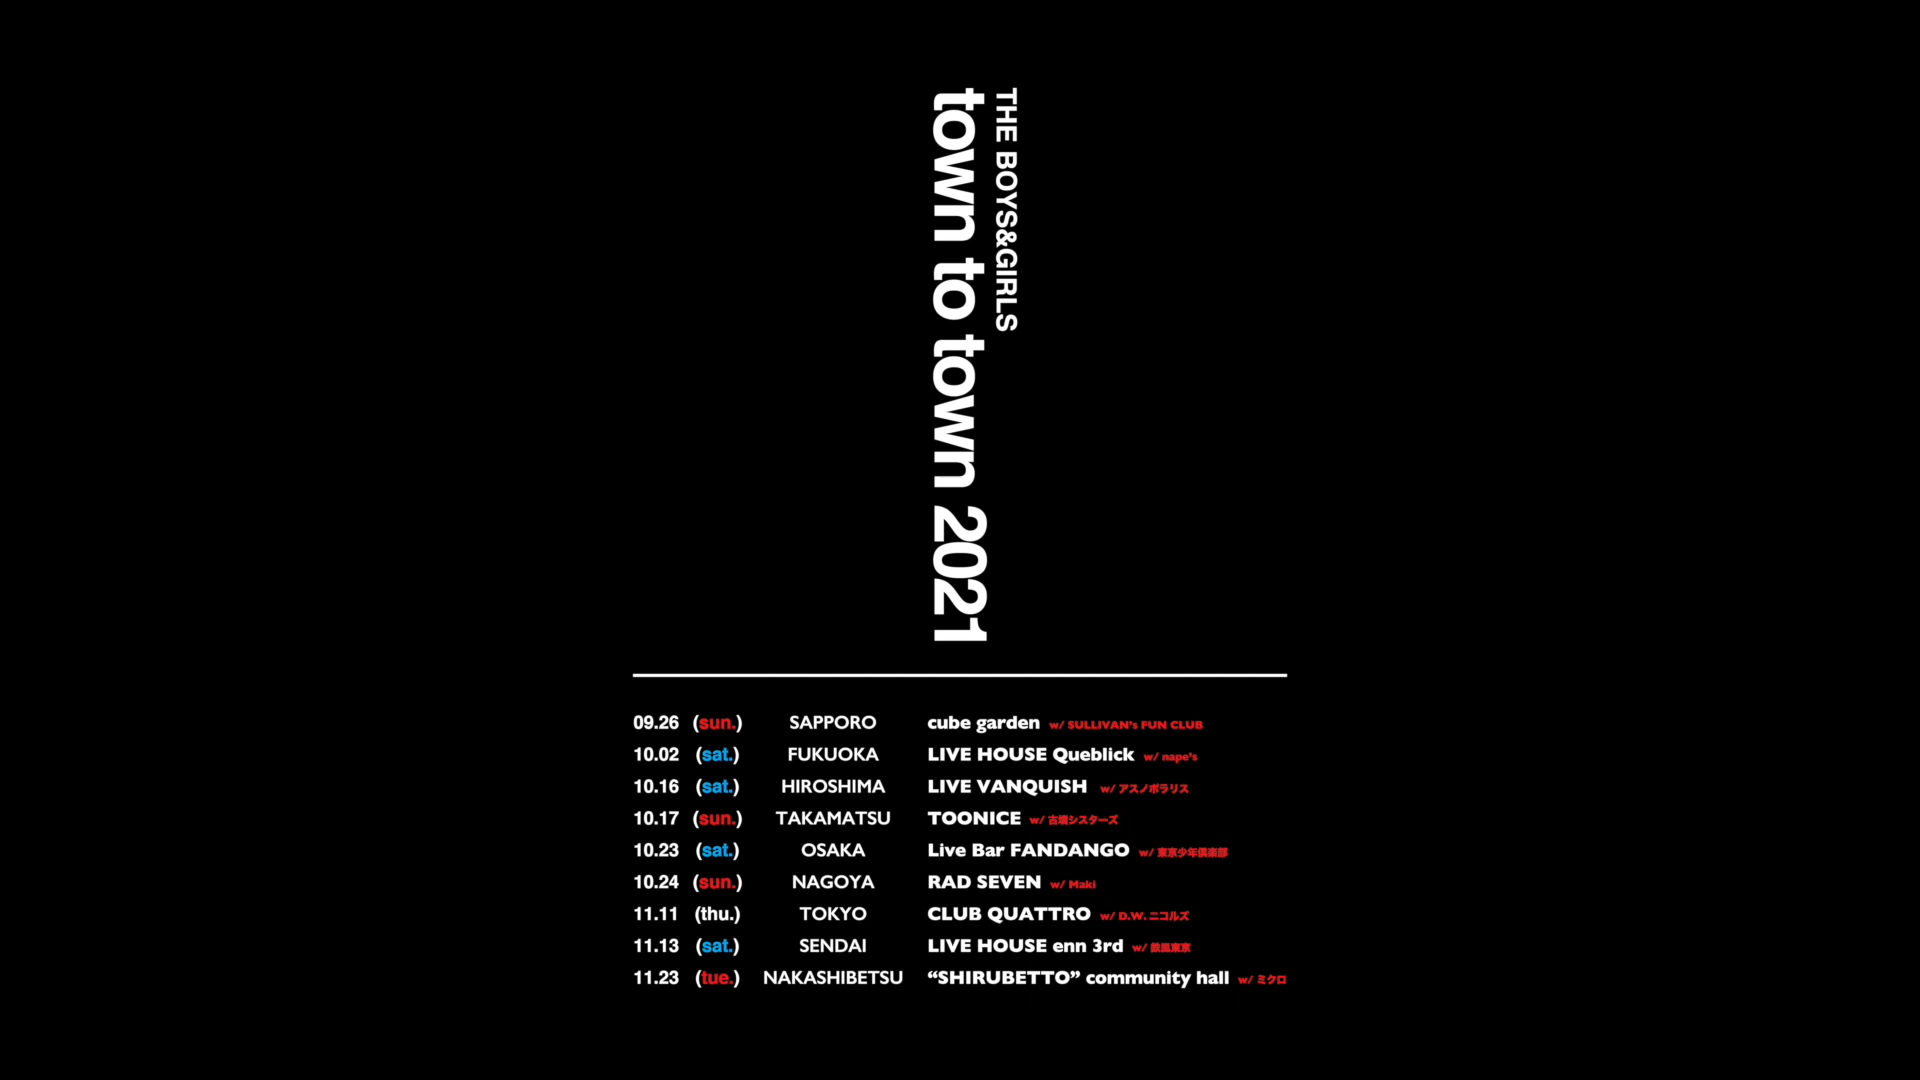 THE BOYS&GIRLS
town to town 2021
09.26 (sun.) SAPPORO cube garden w/ SULLIVAN's FUN CLUB
10.02 (sat.) FUKUOKA LIVE HOUSE Queblick w/ nape's
10.16 (sat.) HIROSHIMA LIVE VANQUISH w/ アスノポラリス
10.17 (sun.) TAKAMATSU TOONICE w/ 古墳シスターズ
10.23 (sat.) OSAKA Live Bar FANDANGO w/ 東京少年倶楽部
10.24 (sun.) NAGOYA RAD SEVEN w/ Maki
11.11 (thu.) TOKYO CLUB QUATTRO w/ D.W.ニコルズ
11.13 (sat.) SENDAI LIVE HOUSE enn 3rd w/ 鉄風東京
11.23 (tue.) NAKASHIBETSU “SHIRUBETTO” community hall w/ ミクロ